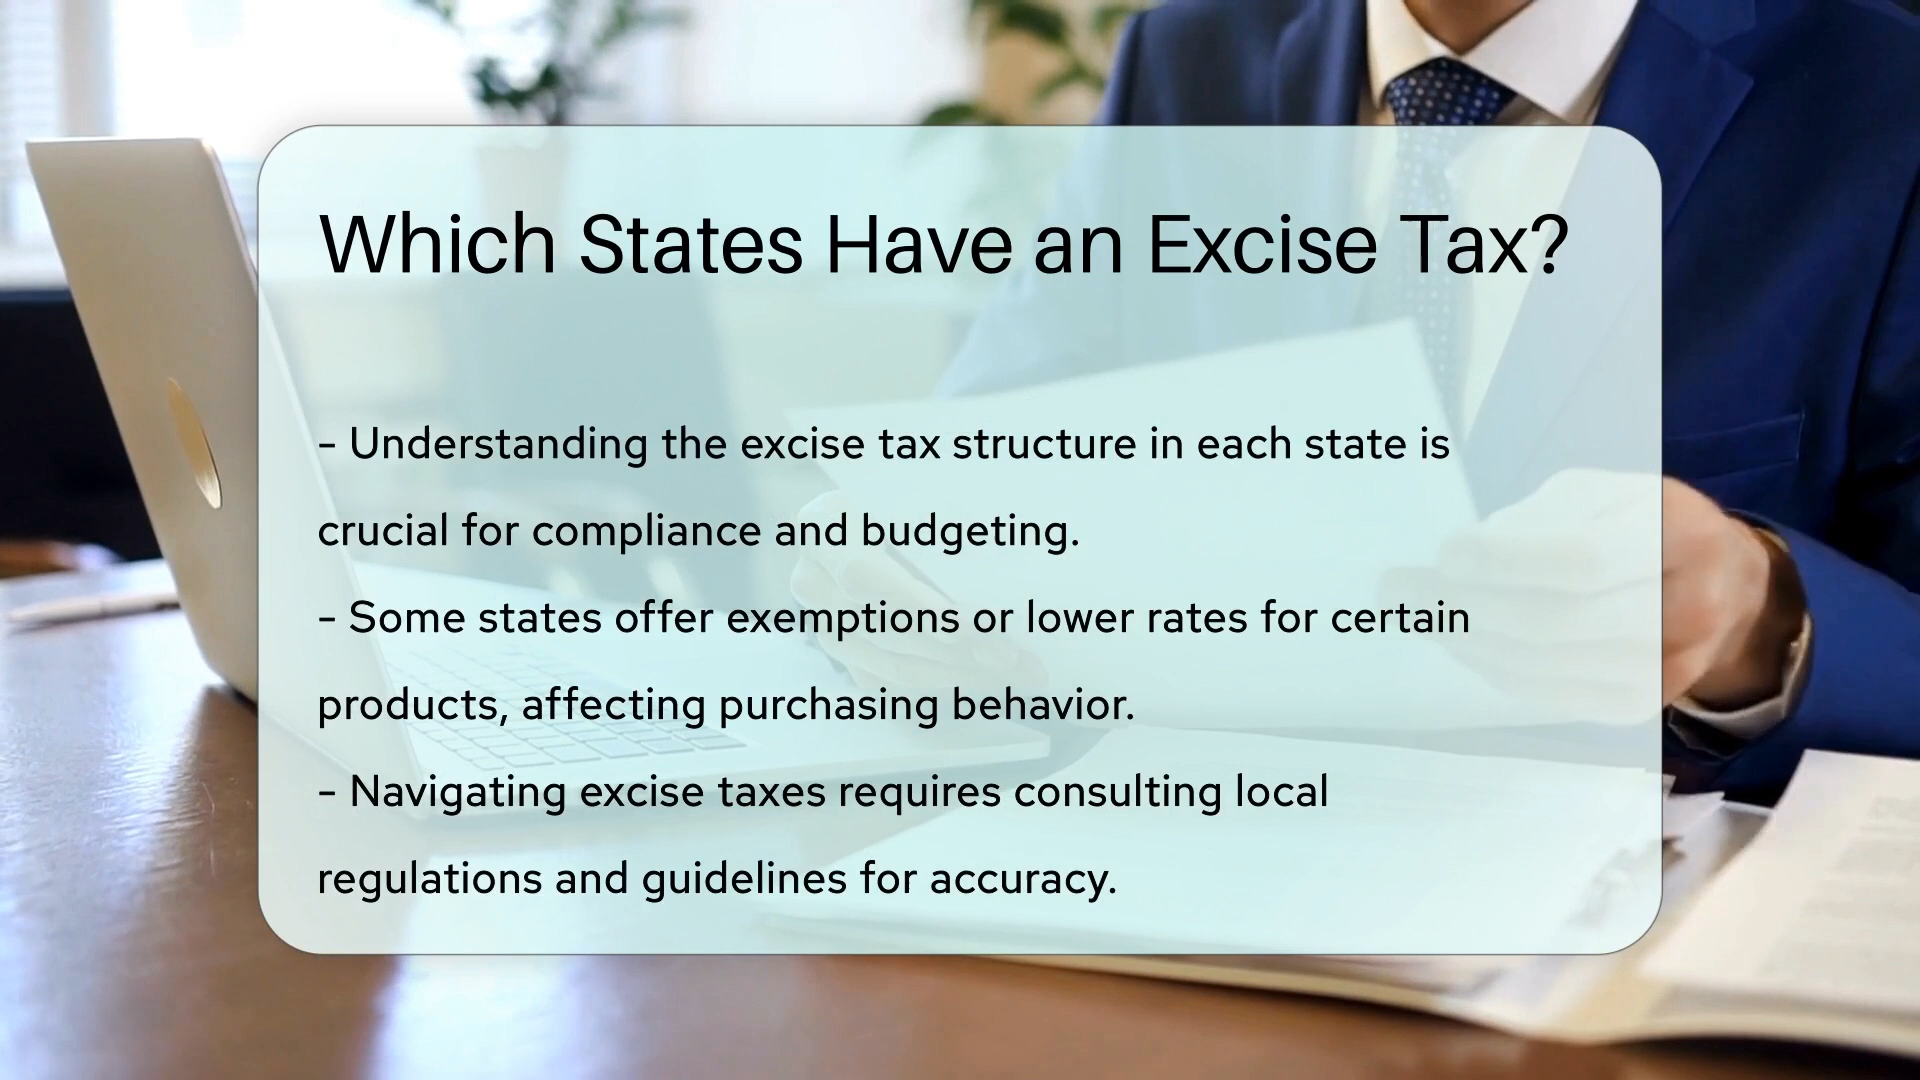 Which States Have an Excise Tax?
- Understanding the excise tax structure in each state is
crucial for compliance and budgeting.
- Some states offer exemptions or lower rates for certain
products, affecting purchasing behavior.
- Navigating excise taxes requires consulting local
regulations and guidelines for accuracy.